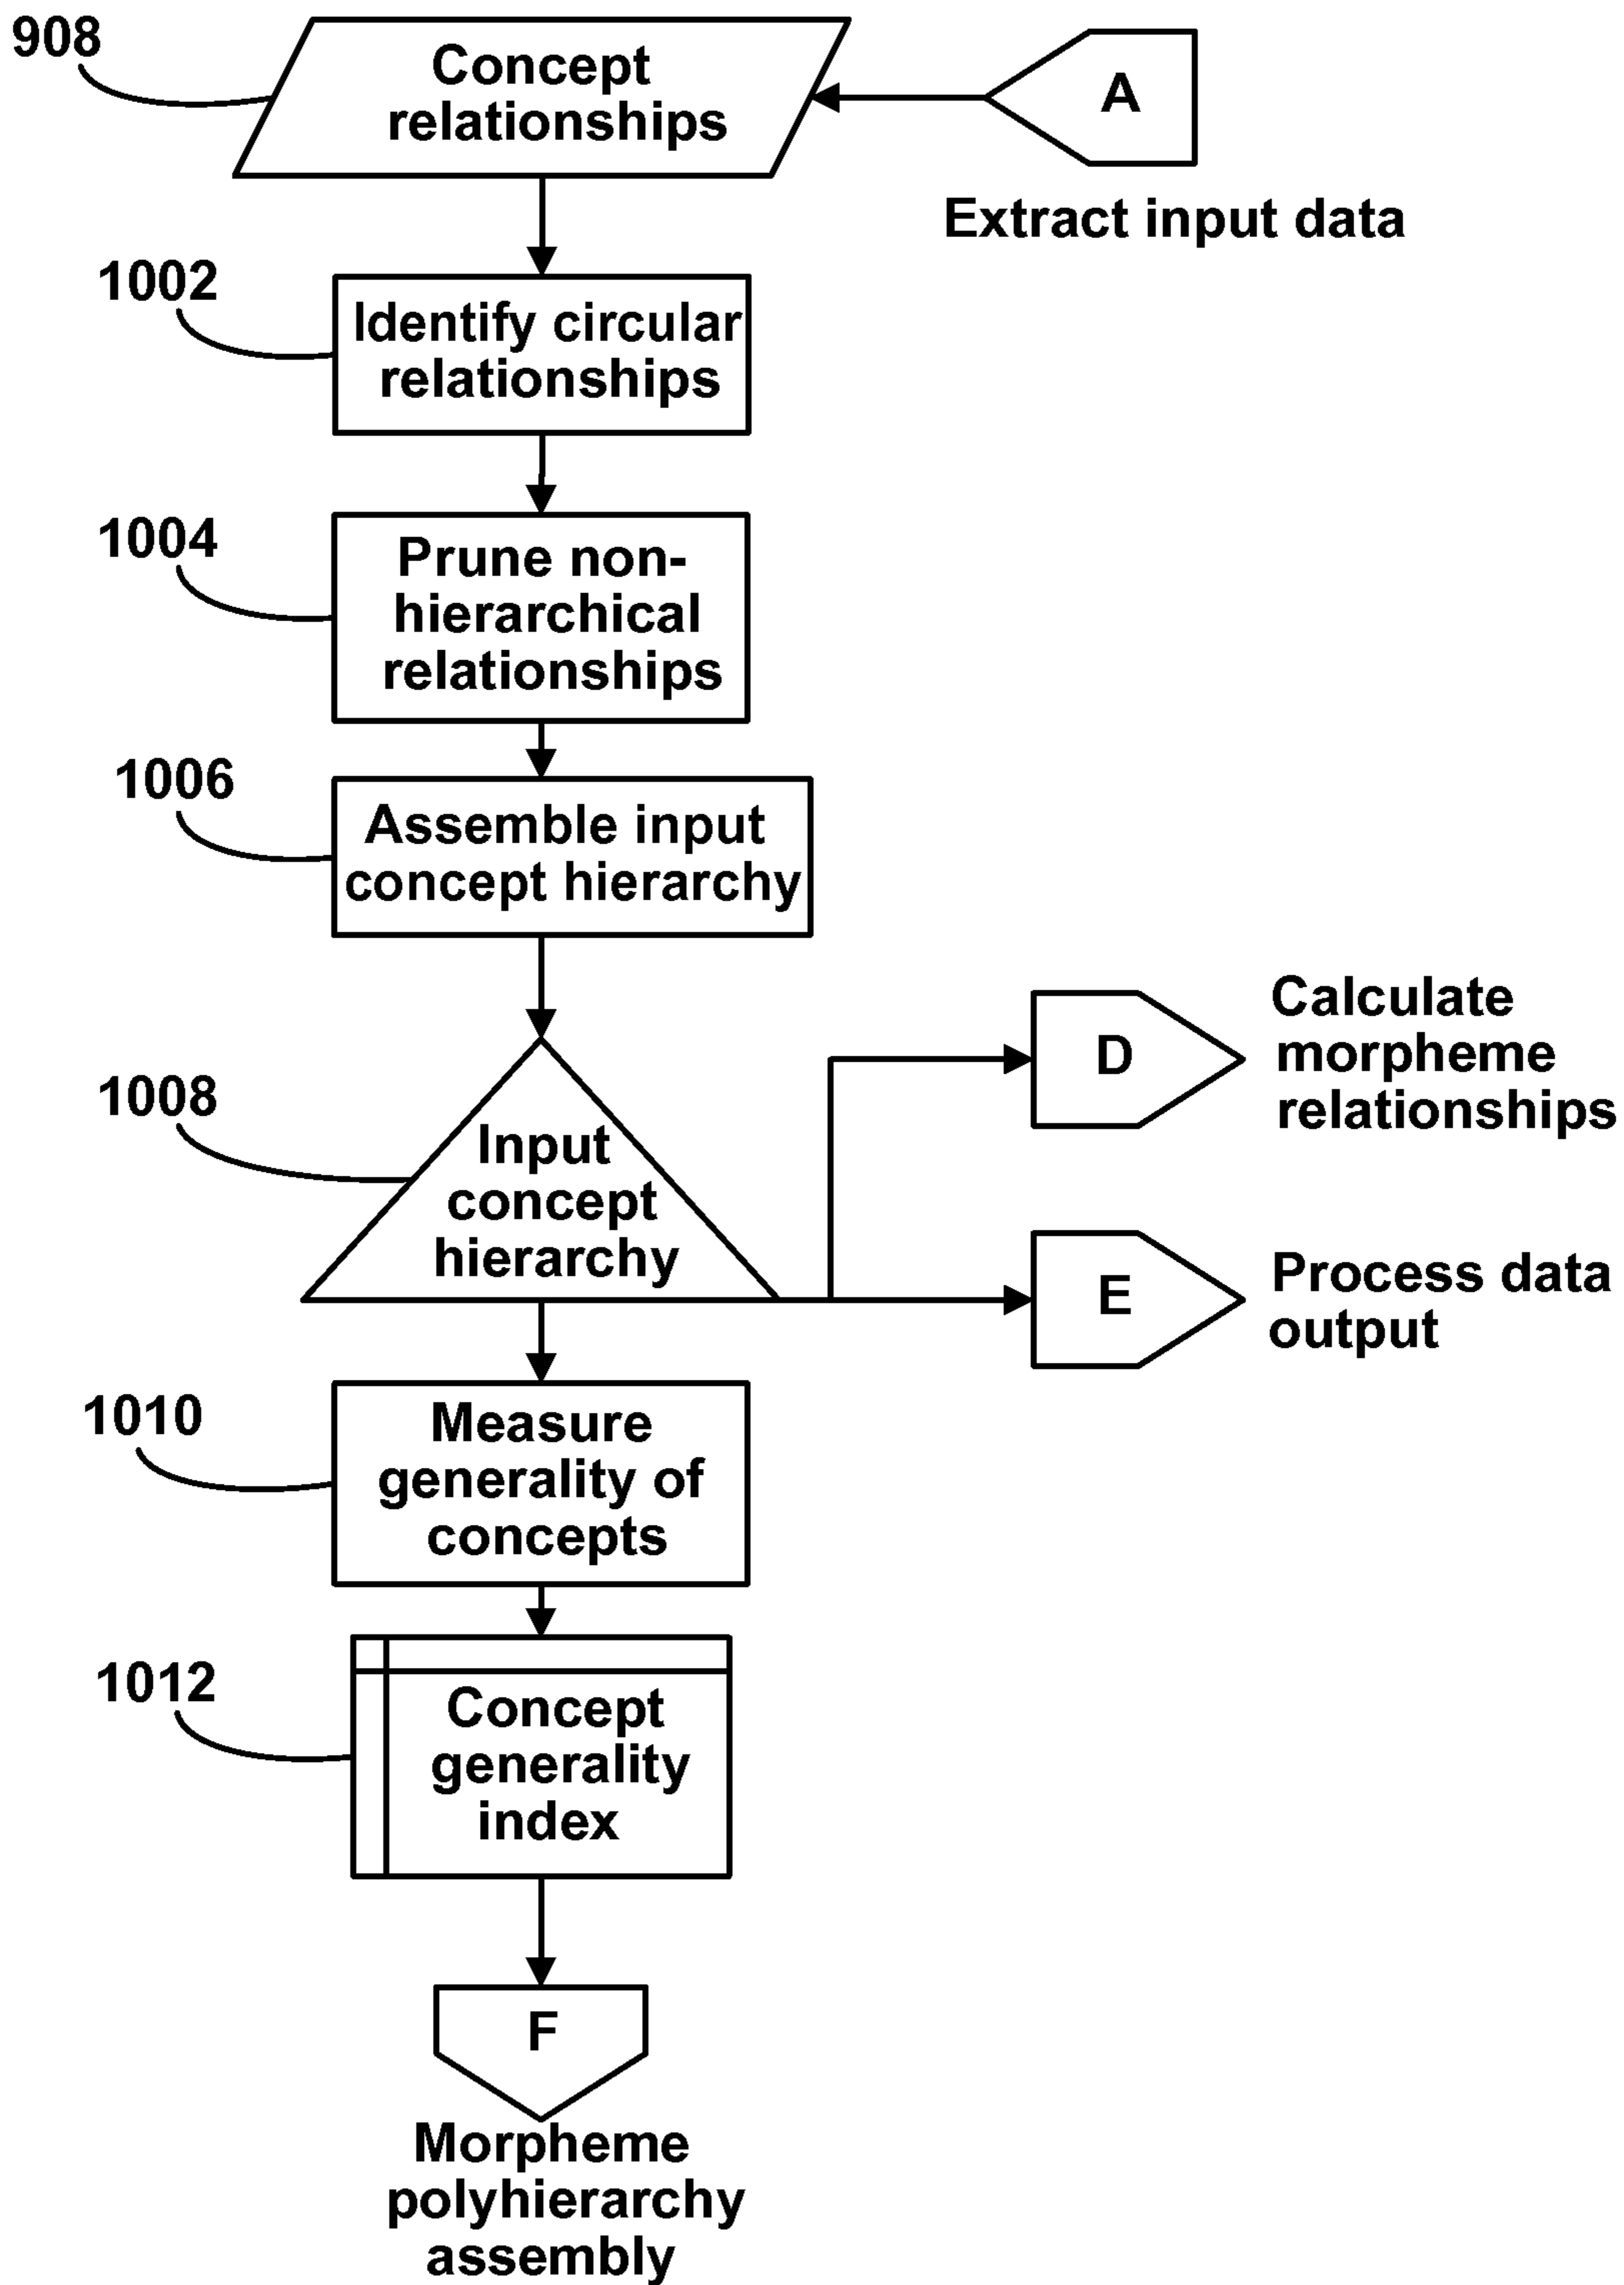 908
Concept
relationships
A
Extract input data
1002
Identify circular
relationships
1004
Prune non-
hierarchical
relationships
1006
Assemble input
concept hierarchy
1008
Input
concept
hierarchy
D
Calculate
morpheme
relationships
E
Process data
output
1010
Measure
generality of
concepts
1012
Concept
generality
index
F
Morpheme
polyhierarchy
assembly